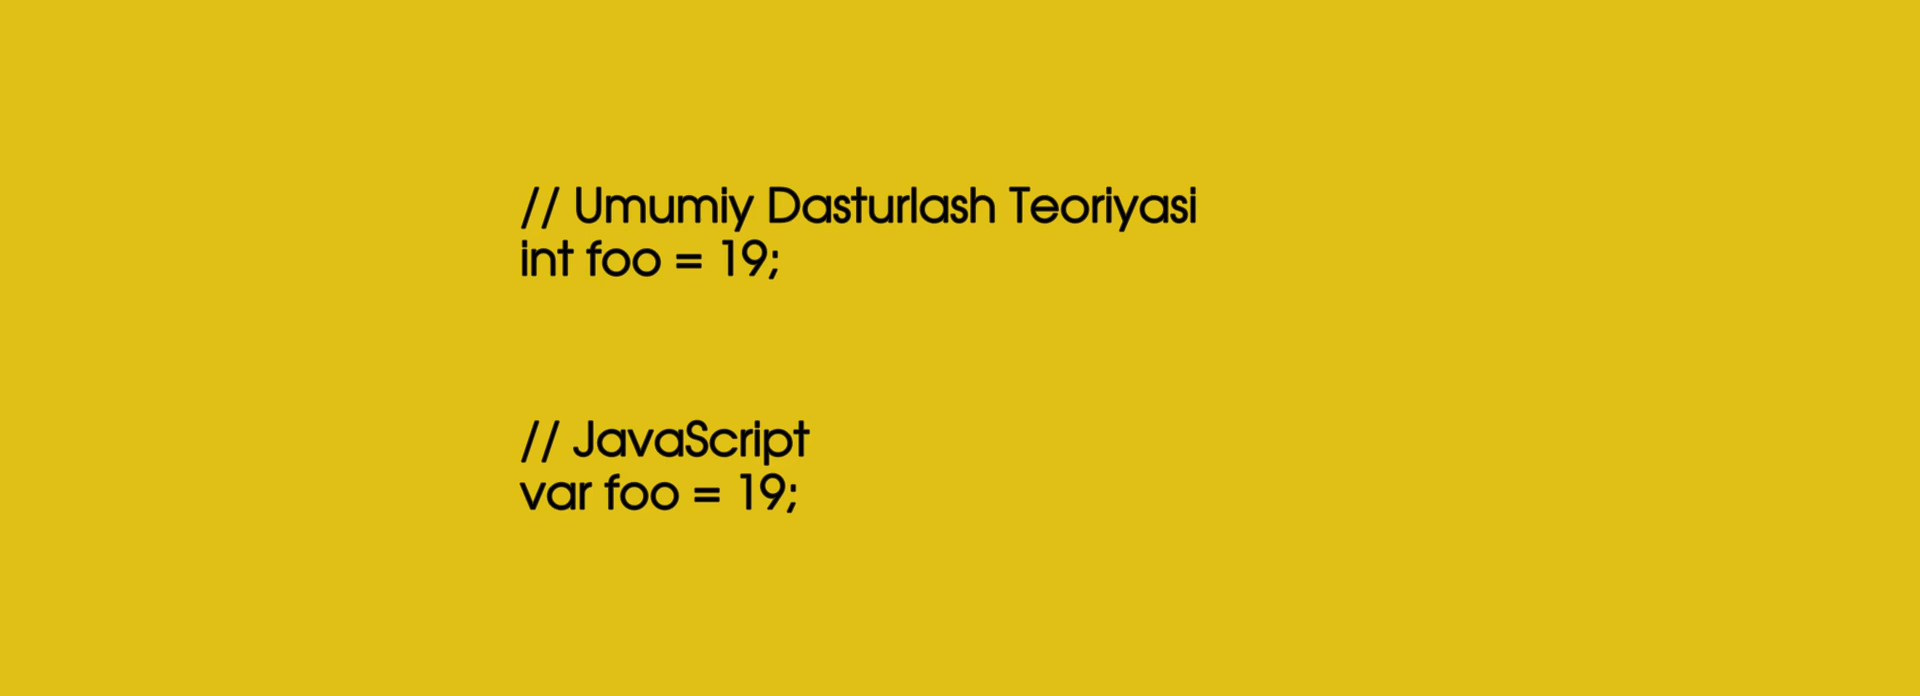 // Umumiy Dasturlash Teoriyasi
int foo = 19;
// JavaScript
var foo = 19;